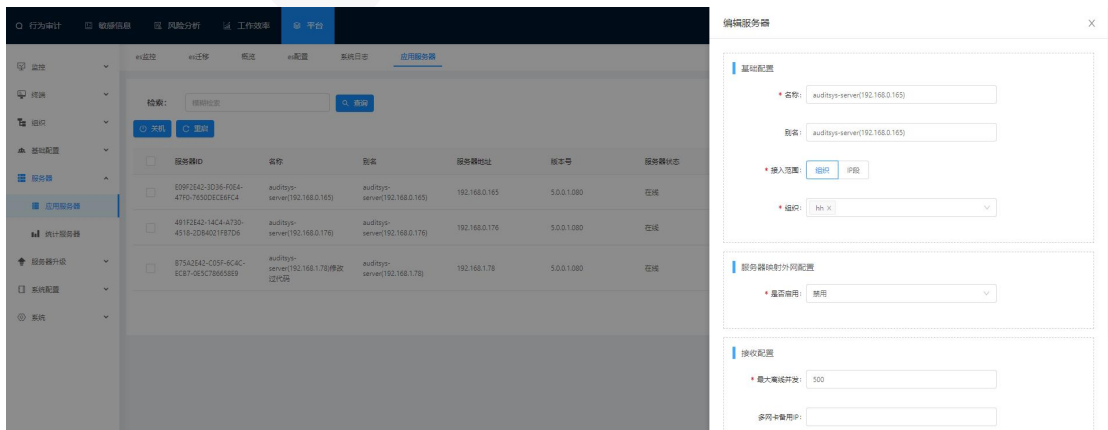 行为审计 敏感信息 风险分析 工作效率 平台
编辑服务器
es监控 es迁移 概览 es配置 系统日志 应用服务器
监控
终端
组织
基础配置
服务器
应用服务器
统计服务器
服务器升级
系统配置
系统
检索: 模糊检索 查询
关机 重启
服务器ID 名称 别名 服务器地址 版本号 服务器状态
E09F2E42-3D36-F0E4-
47F0-7650DECE6FC4
auditsys-
server(192.168.0.165)
auditsys-
server(192.168.0.165)
192.168.0.165 5.0.0.1.080 在线
491F2E42-14C4-A730-
4518-2DB4021F87D6
auditsys-
server(192.168.0.176)
auditsys-
server(192.168.0.176)
192.168.0.176 5.0.0.1.080 在线
B7542E42-C05F-6C4C-
ECB7-0E5C786658E9
auditsys-
server(192.168.1.78)修改
过代码
auditsys-
server(192.168.1.78)
192.168.1.78 5.0.0.1.080 在线
基础配置
* 名称: auditsys-server(192.168.0.165)
别名: auditsys-server(192.168.0.165)
* 接入范围: 组织 IP段
* 组织: hh ×
服务器映射外网配置
* 是否启用: 禁用
接收配置
* 最大离线并发: 500
多网卡备用IP: